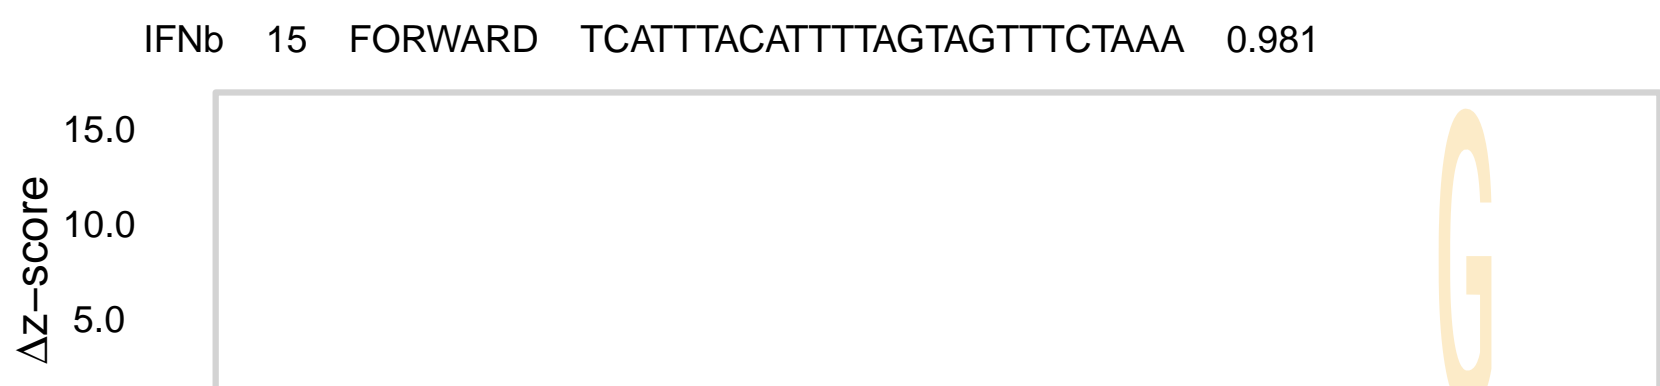 IFNb 15 FORWARD TCATTTACATTTTAGTAGTTTCTAAA 0.981
15.0
10.0
5.0
Δz−score
G